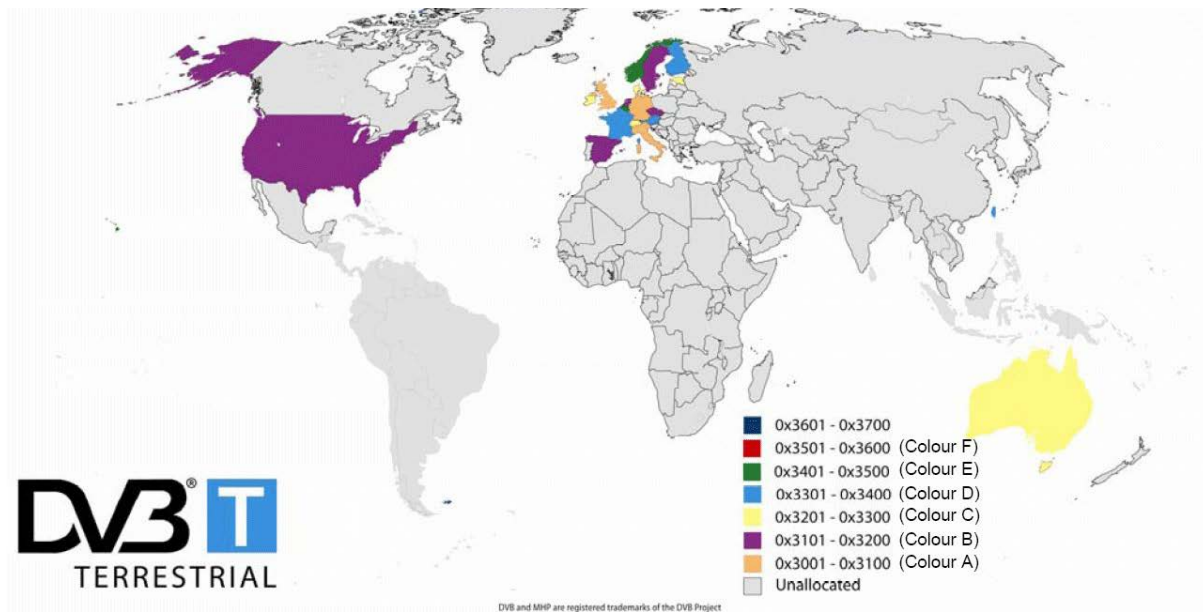 0x3601 - 0x3700
0x3501 - 0x3600 (Colour F)
0x3401 - 0x3500 (Colour E)
0x3301 - 0x3400 (Colour D)
0x3201 - 0x3300 (Colour C)
0x3101 - 0x3200 (Colour B)
0x3001 - 0x3100 (Colour A)
Unallocated
DVB® T
TERRESTRIAL
DVB and MHP are registered trademarks of the DVB Project